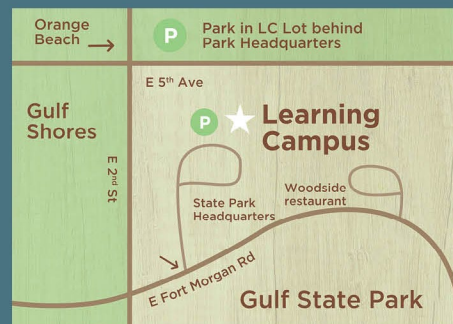 Orange
Beach
P
Park in LC Lot behind
Park Headquarters
E 5th Ave
Gulf
Shores
P
Learning
Campus
E 2nd St
State Park
Headquarters
Woodside
restaurant
E Fort Morgan Rd
Gulf State Park